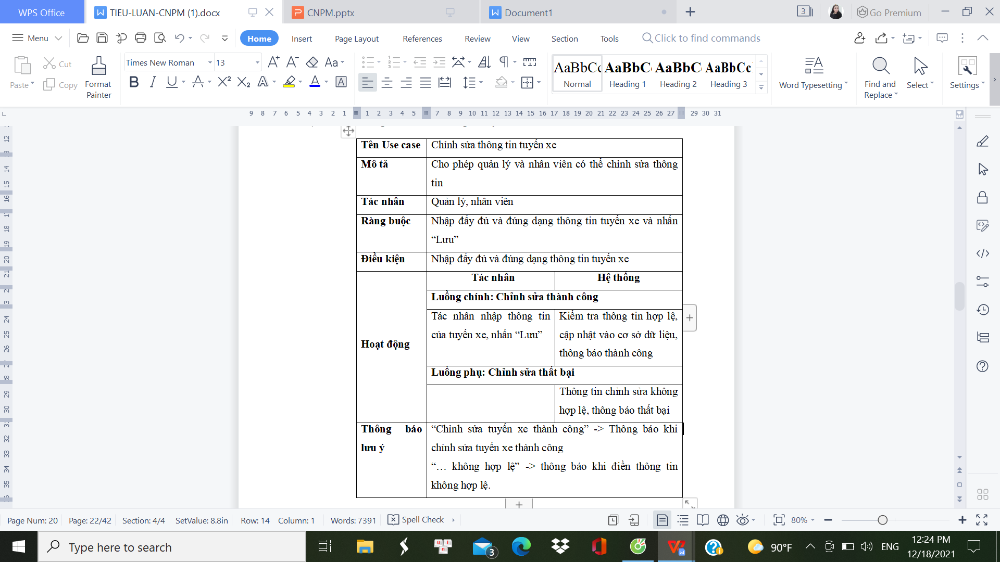 WPS Office
TIEU-LUAN-CNPM (1).docx
CNPM.pptx
Document1
3
Go Premium
Menu
Home
Insert
Page Layout
References
Review
View
Section
Tools
Click to find commands
Paste
Cut
Copy
Format Painter
Times New Roman
13
AaBbCc
Normal
AaBbC
Heading 1
AaBbC
Heading 2
AaBbCc
Heading 3
Word Typesetting
Find and Replace
Select
Settings
9 8 7 6 5 4 3 2 1 1 2 3 4 5 7 8 9 10 11 12 13 14 15 16 17 18 19 20 21 22 23 24 25 26 27 29 30 31
Tên Use case
Chỉnh sửa thông tin tuyến xe
Mô tả
Cho phép quản lý và nhân viên có thể chỉnh sửa thông
tin
Tác nhân
Quản lý, nhân viên
Ràng buộc
Nhập đẩy đủ và đúng dạng thông tin tuyến xe và nhấn
“Lưu”
Điều kiện
Nhập đẩy đủ và đúng dạng thông tin tuyến xe
Hoạt động
Tác nhân
Hệ thống
Luồng chính: Chỉnh sửa thành công
Tác nhân nhập thông tin
của tuyến xe, nhấn “Lưu”
Kiểm tra thông tin hợp lệ,
cập nhật vào cơ sở dữ liệu,
thông báo thành công
Luồng phụ: Chỉnh sửa thất bại
Thông tin chỉnh sửa không
hợp lệ, thông báo thất bại
Thông báo
lưu ý
“Chỉnh sửa tuyến xe thành công” -> Thông báo khi
chỉnh sửa tuyến xe thành công
“… không hợp lệ” -> thông báo khi điền thông tin
không hợp lệ.
Page Num: 20
Page: 22/42
Section: 4/4
SetValue: 8.8in
Row: 14
Column: 1
Words: 7391
Spell Check
80%
Type here to search
3
90°F
ENG
12:24 PM
12/18/2021